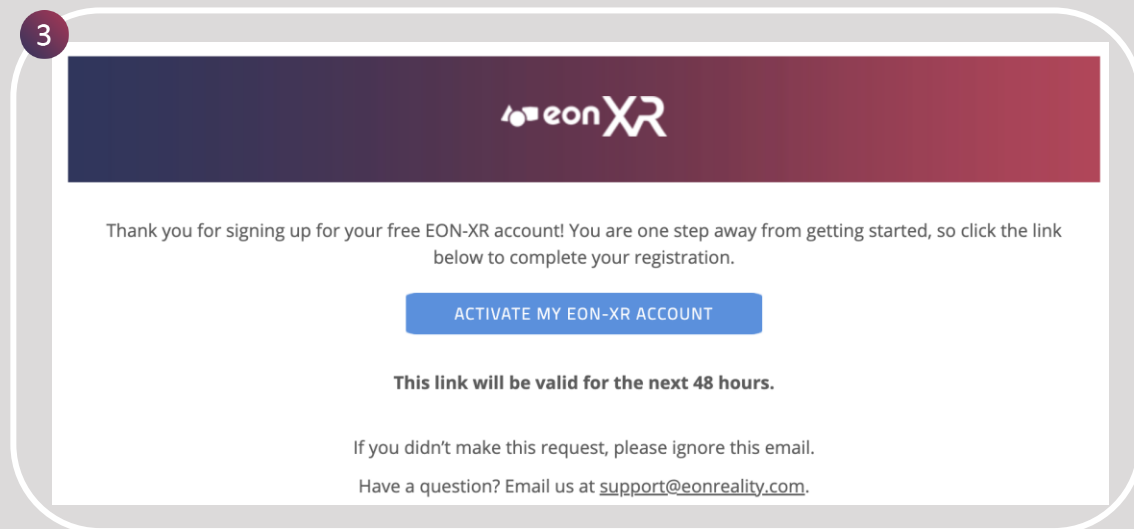 3
eonXR
Thank you for signing up for your free EON-XR account! You are one step away from getting started, so click the link
below to complete your registration.
ACTIVATE MY EON-XR ACCOUNT
This link will be valid for the next 48 hours.
If you didn’t make this request, please ignore this email.
Have a question? Email us at support@eonreality.com.